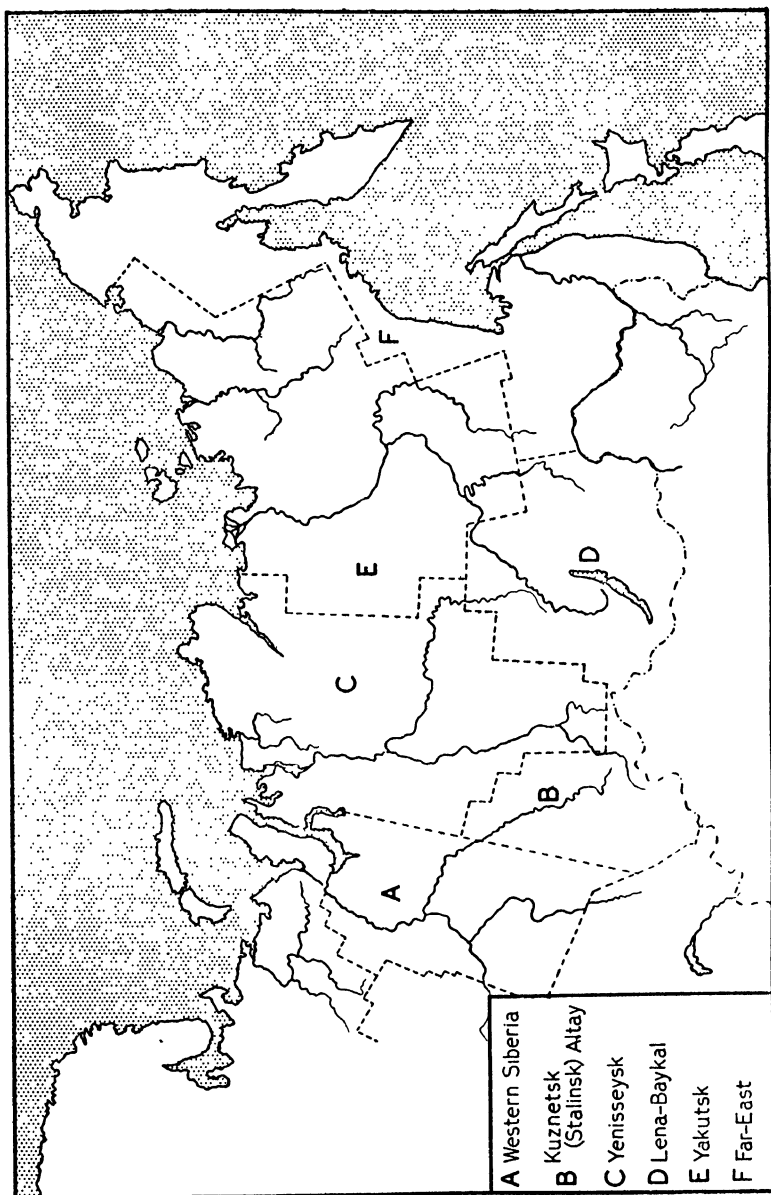 A
B
C
D
E
F
A Western Siberia
B Kuznetsk
(Stalinsk) Altay
C Yenisseysk
D Lena-Baykal
E Yakutsk
F Far-East